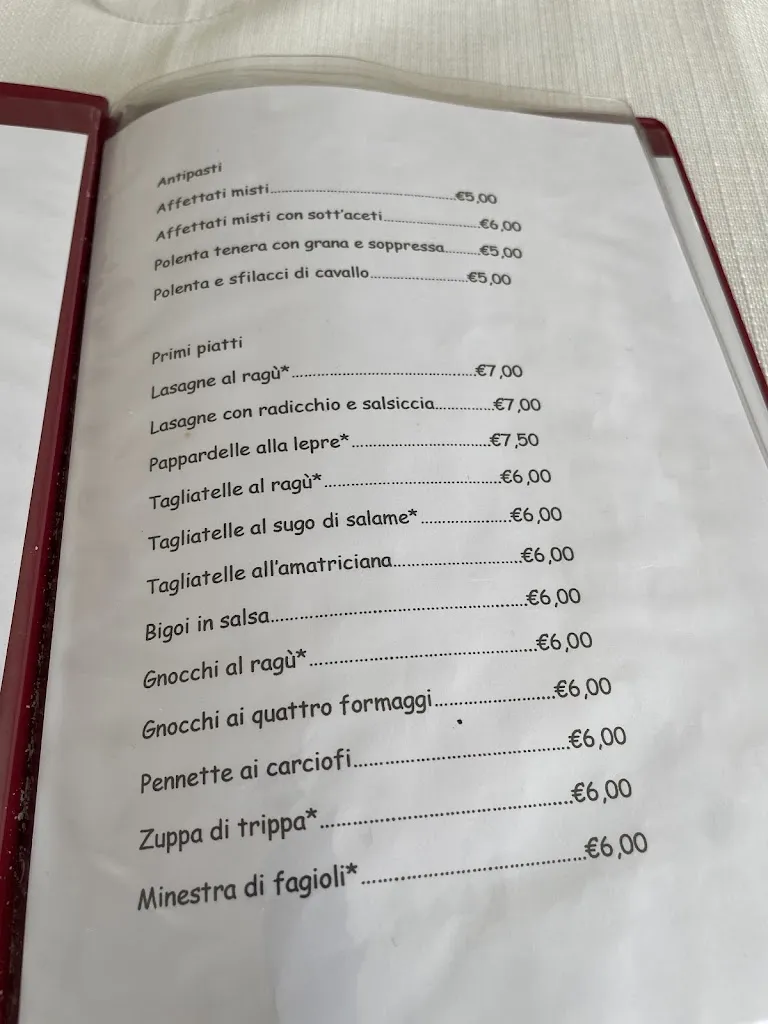 Antipasti
Affettati misti..........€5,00
Affettati misti con sott'aceti..........€6,00
Polenta tenera con grana e soppressa..........€5,00
Polenta e sfilacci di cavallo..........€5,00
Primi piatti
Lasagne al ragù*..........€7,00
Lasagne con radicchio e salsiccia..........€7,00
Pappardelle alla lepre*..........€7,50
Tagliatelle al ragù*..........€6,00
Tagliatelle al sugo di salame*..........€6,00
Tagliatelle all'amatriciana..........€6,00
Bigoi in salsa..........€6,00
Gnocchi al ragù*..........€6,00
Gnocchi ai quattro formaggi..........€6,00
Pennette ai carciofi..........€6,00
Zuppa di trippa*..........€6,00
Minestra di fagioli*..........€6,00